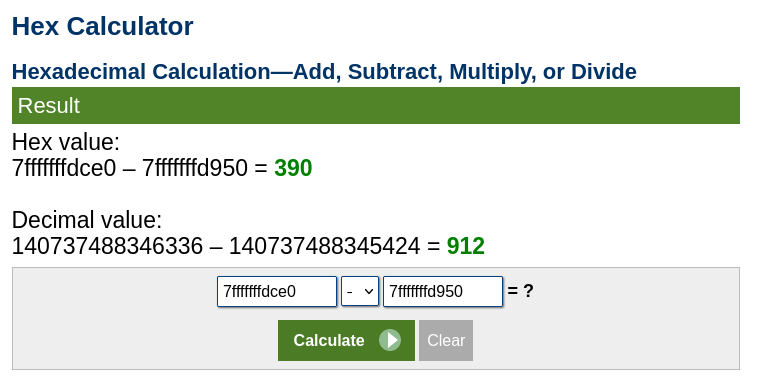 Hex Calculator
Hexadecimal Calculation—Add, Subtract, Multiply, or Divide
Result
Hex value:
7fffffffdce0 – 7fffffffd950 = 390
Decimal value:
140737488346336 – 140737488345424 = 912
7fffffffdce0 - 7fffffffd950 = ?
Calculate Clear